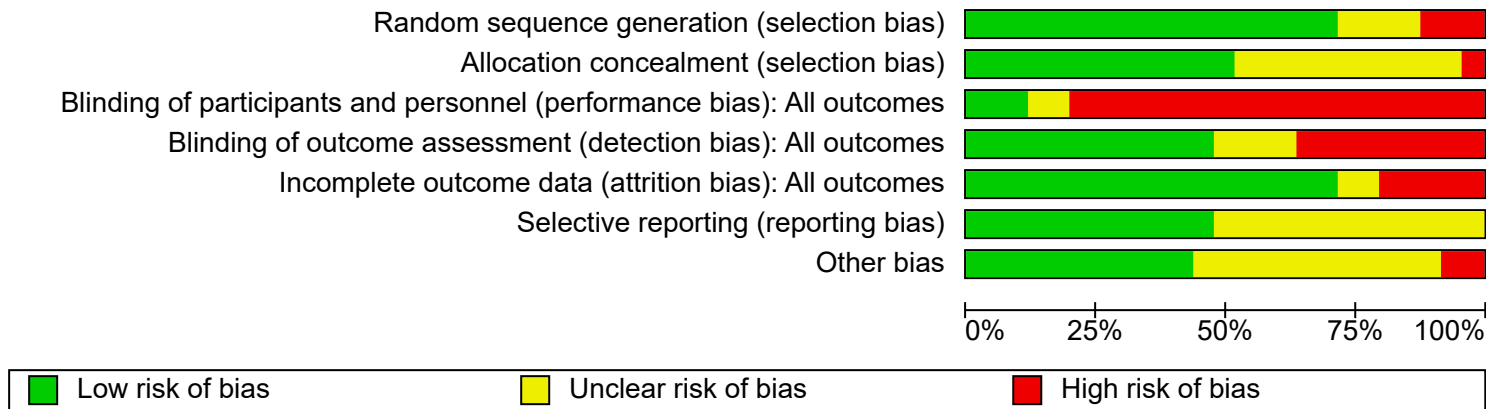 Random sequence generation (selection bias)
Allocation concealment (selection bias)
Blinding of participants and personnel (performance bias): All outcomes
Blinding of outcome assessment (detection bias): All outcomes
Incomplete outcome data (attrition bias): All outcomes
Selective reporting (reporting bias)
Other bias
0% 25% 50% 75% 100%
Low risk of bias Unclear risk of bias High risk of bias